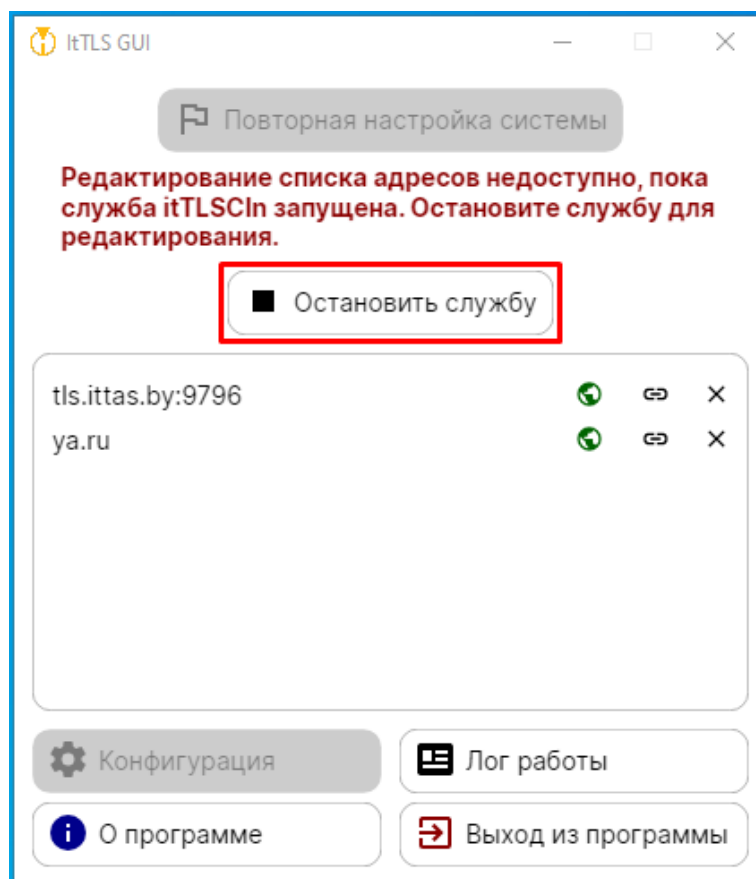 ItTLS GUI
Повторная настройка системы
Редактирование списка адресов недоступно, пока
служба itTLSCln запущена. Остановите службу для
редактирования.
Остановить службу
tls.ittas.by:9796
ya.ru
Конфигурация
Лог работы
О программе
Выход из программы